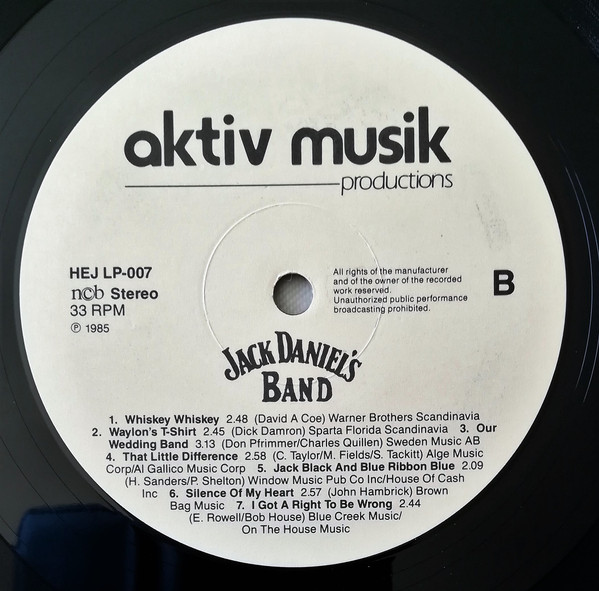 aktiv musik
productions
HEJ LP-007
ncb Stereo
33 RPM
℗ 1985
All rights of the manufacturer
and of the owner of the recorded
work reserved.
Unauthorized public performance
broadcasting prohibited.
B
JACK DANIEL'S
BAND
1. Whiskey Whiskey 2.48 (David A Coe) Warner Brothers Scandinavia
2. Waylon's T-Shirt 2.45 (Dick Damron) Sparta Florida Scandinavia 3. Our
Wedding Band 3.13 (Don Pfrimmer/Charles Quillen) Sweden Music AB
4. That Little Difference 2.58 (C. Taylor/M. Fields/S. Tackitt) Alge Music
Corp/Al Gallico Music Corp 5. Jack Black And Blue Ribbon Blue 2.09
(H. Sanders/P. Shelton) Window Music Pub Co Inc/House Of Cash
Inc 6. Silence Of My Heart 2.57 (John Hambrick) Brown
Bag Music 7. I Got A Right To Be Wrong 2.44
(E. Rowell/Bob House) Blue Creek Music/
On The House Music